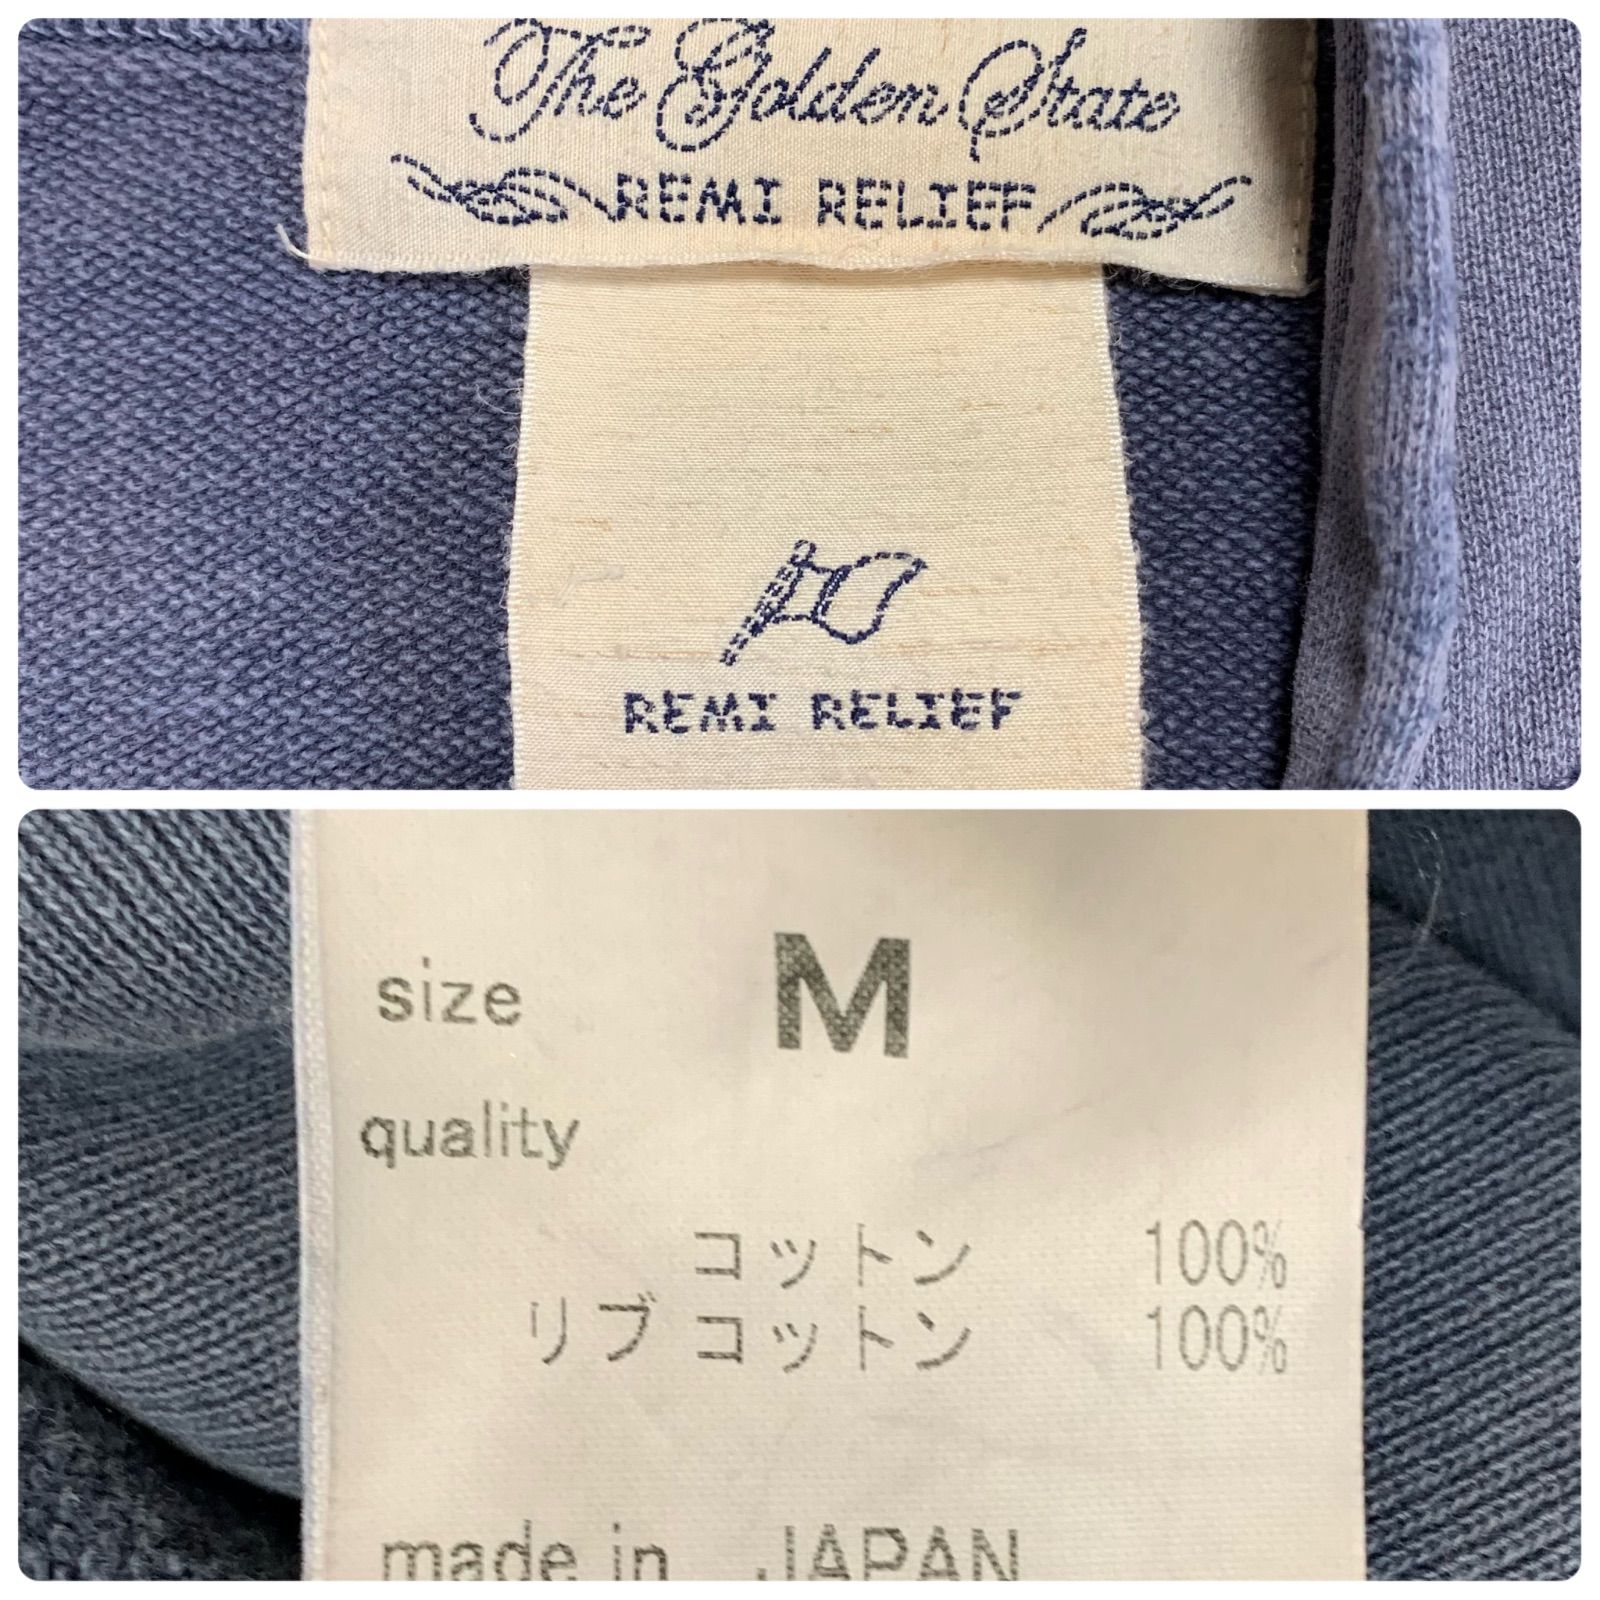 The Golden State
REMI RELIEF
REMI RELIEF
size M
quality
コットン 100%
リブ コットン 100%
made in JAPAN